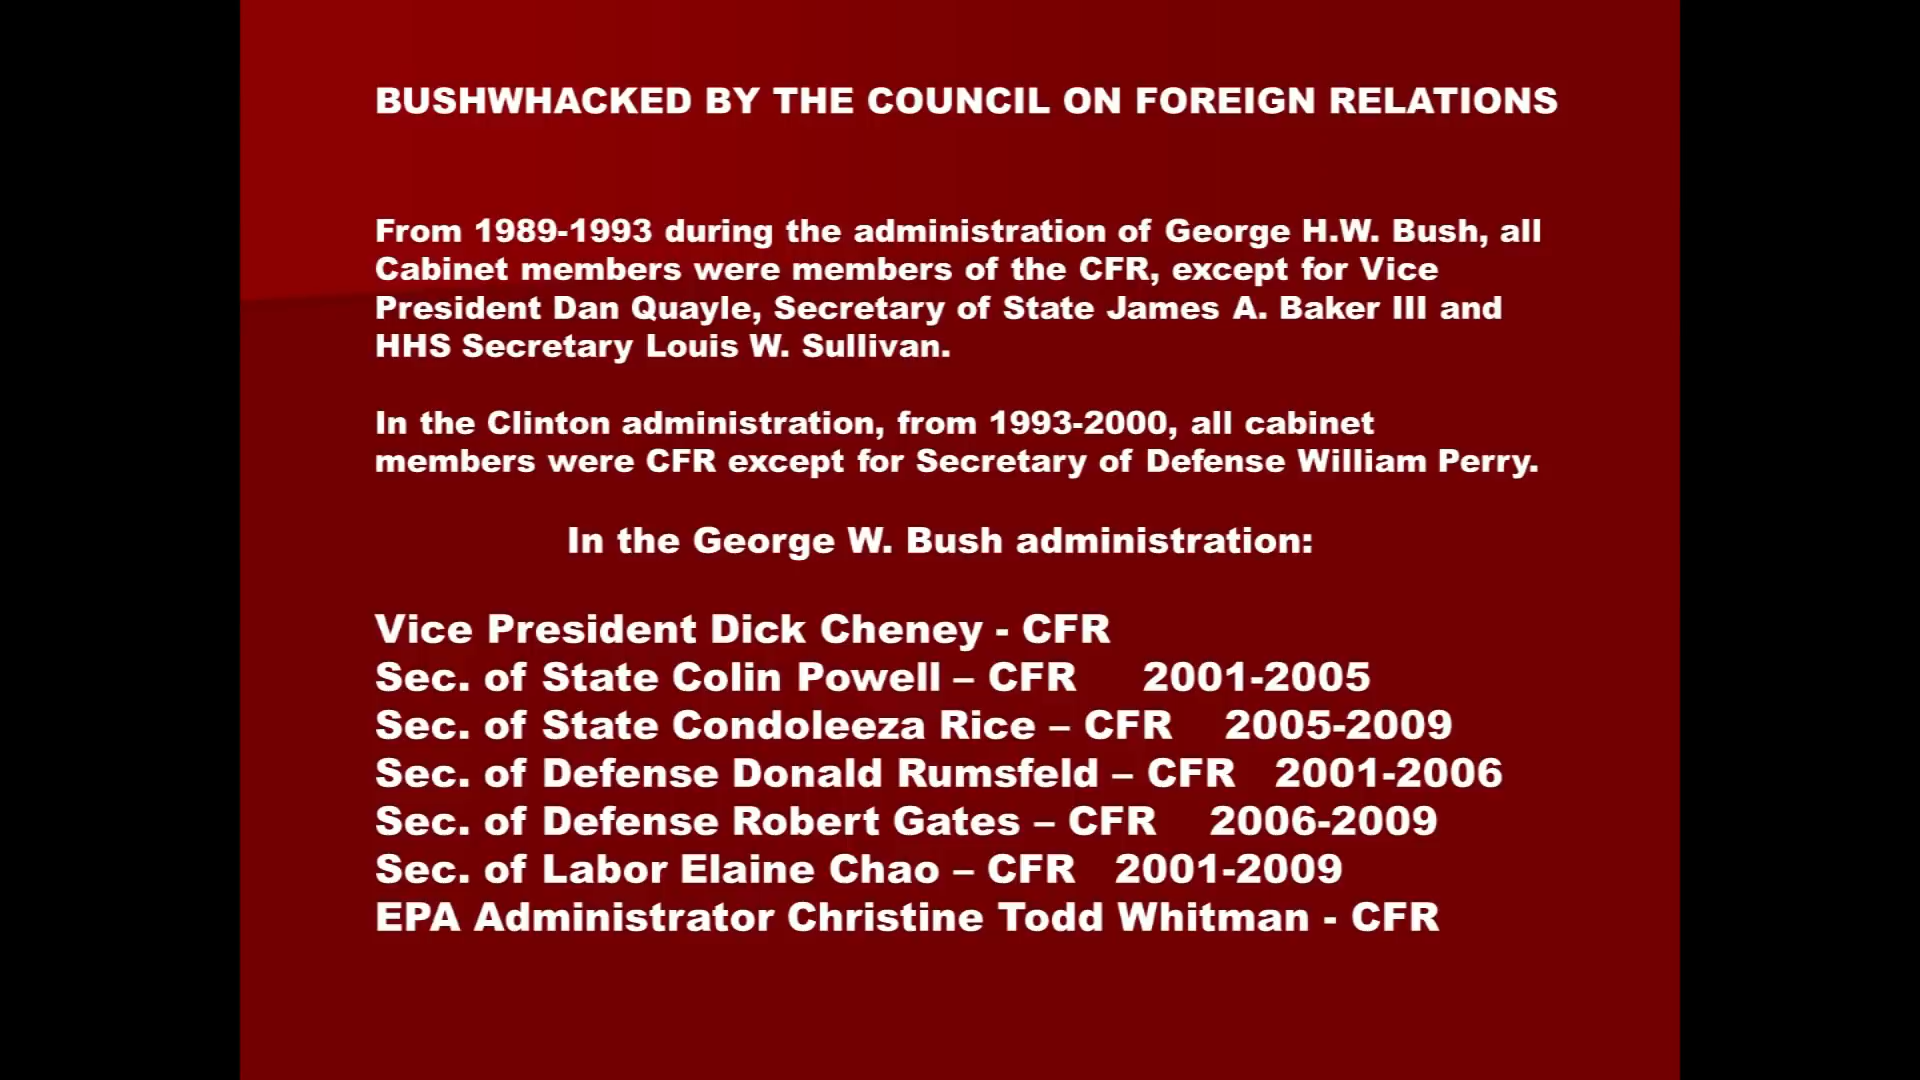 BUSHWHACKED BY THE COUNCIL ON FOREIGN RELATIONS
From 1989-1993 during the administration of George H.W. Bush, all
Cabinet members were members of the CFR, except for Vice
President Dan Quayle, Secretary of State James A. Baker III and
HHS Secretary Louis W. Sullivan.
In the Clinton administration, from 1993-2000, all cabinet
members were CFR except for Secretary of Defense William Perry.
In the George W. Bush administration:
Vice President Dick Cheney - CFR
Sec. of State Colin Powell – CFR 2001-2005
Sec. of State Condoleeza Rice – CFR 2005-2009
Sec. of Defense Donald Rumsfeld – CFR 2001-2006
Sec. of Defense Robert Gates – CFR 2006-2009
Sec. of Labor Elaine Chao – CFR 2001-2009
EPA Administrator Christine Todd Whitman - CFR